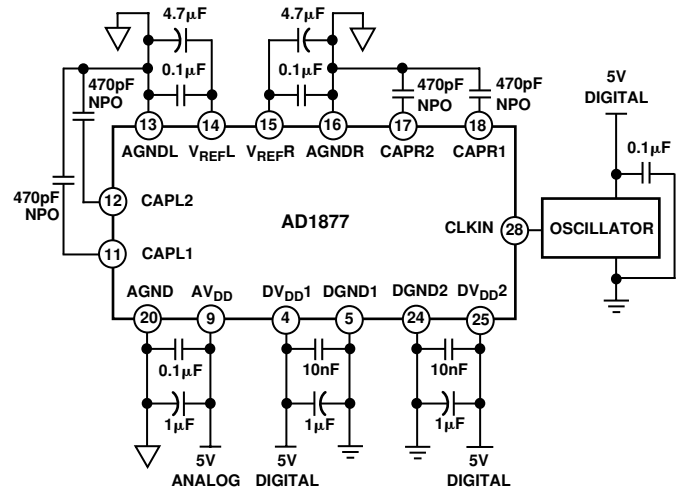 4.7μF
4.7μF
470pF
NPO
0.1μF
0.1μF
470pF
NPO
470pF
NPO
5V
DIGITAL
13
14
15
16
17
18
0.1μF
AGNDL
VREFL
VREFR
AGNDR
CAPR2
CAPR1
470pF
NPO
12
CAPL2
AD1877
CLKIN
28
OSCILLATOR
11
CAPL1
AGND
AVDD
DVDD1
DGND1
DGND2
DVDD2
20
9
4
5
24
25
0.1μF
10nF
10nF
1μF
1μF
1μF
5V
ANALOG
5V
DIGITAL
5V
DIGITAL